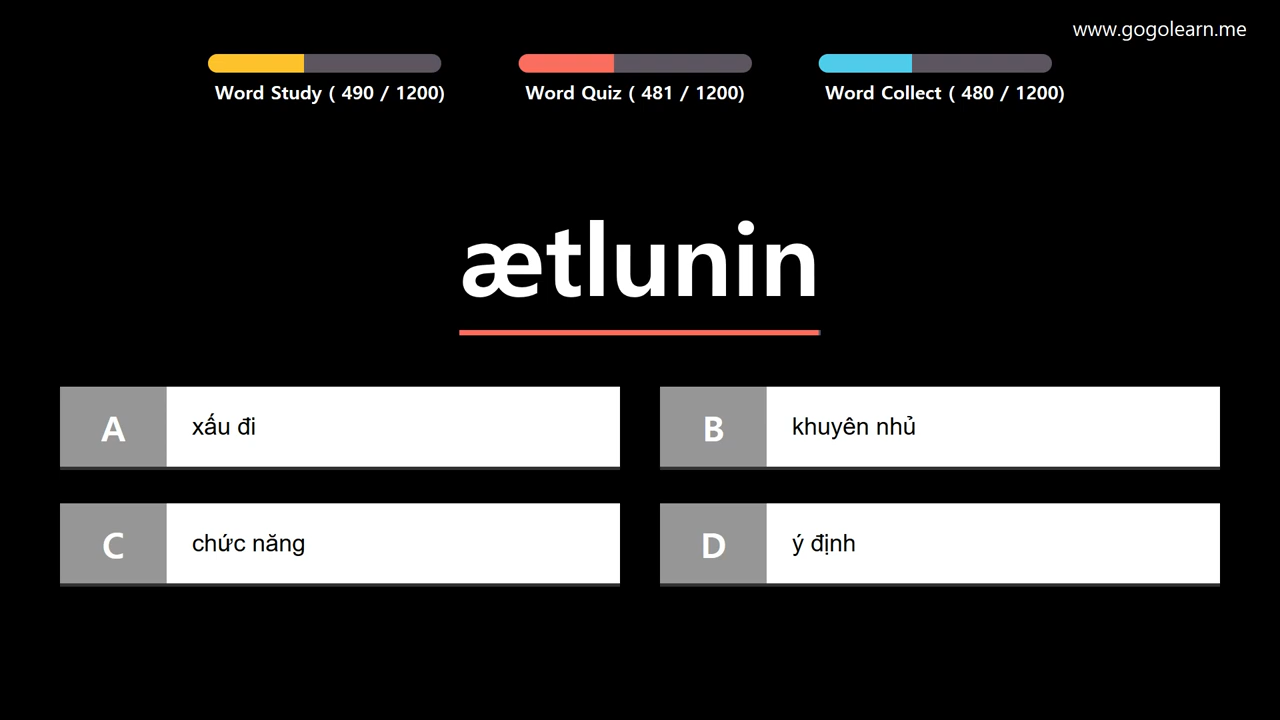 www.gogolearn.me
Word Study ( 490 / 1200)
Word Quiz ( 481 / 1200)
Word Collect ( 480 / 1200)
ætlunin
A
xấu đi
B
khuyên nhủ
C
chức năng
D
ý định